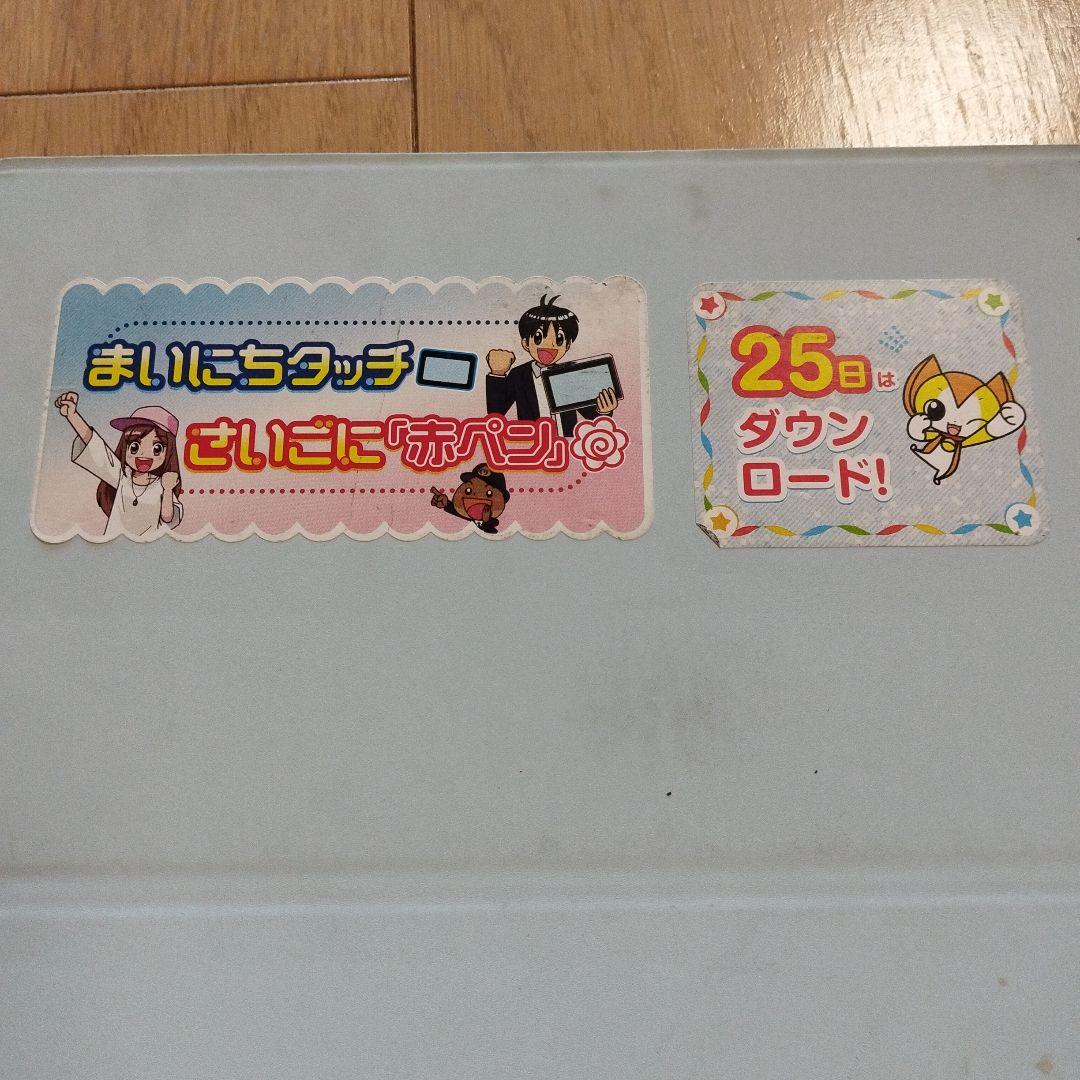 まいにちタッチ
さいごに「赤ペン」
25日は
ダウン
ロード!